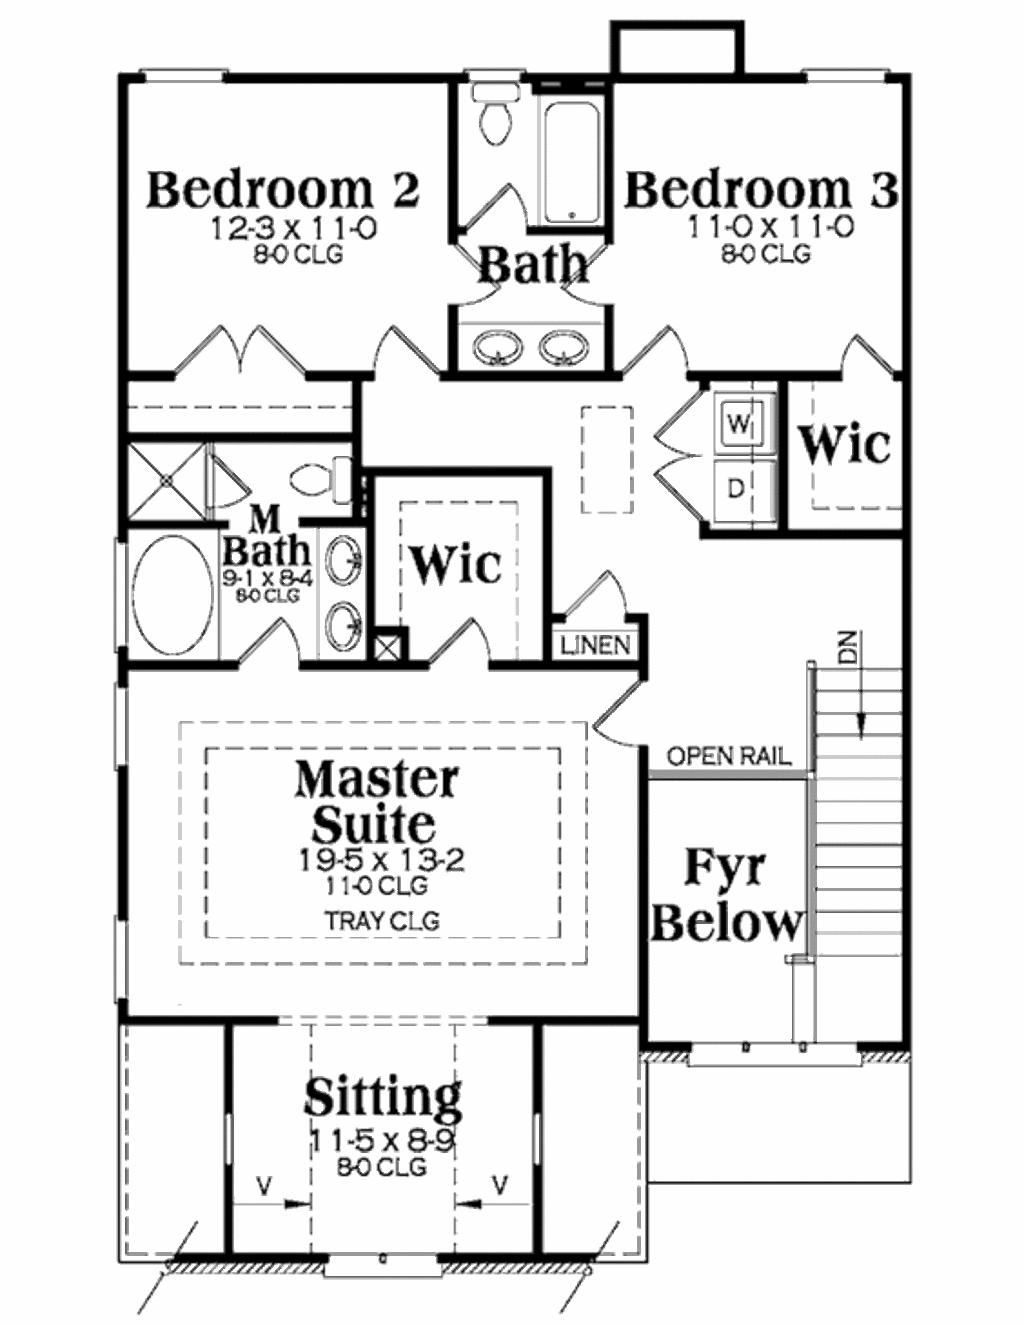 Bedroom 2
12-3 x 11-0
8-0 CLG
Bedroom 3
11-0 x 11-0
8-0 CLG
Bath
W
D
Wic
M
Bath
9-1 x 8-4
8-0 CLG
Wic
LINEN
DN
OPEN RAIL
Master
Suite
19-5 x 13-2
11-0 CLG
TRAY CLG
Fyr
Below
Sitting
11-5 x 8-9
8-0 CLG
V
V